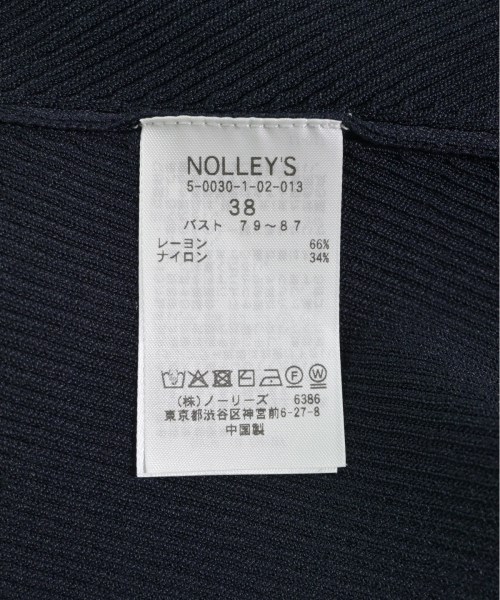 NOLLEY'S
5-0030-1-02-013
38
バスト 79～87
レーヨン 66%
ナイロン 34%
F W
(株)ノーリーズ 6386
東京都渋谷区神宮前6-27-8
中国製